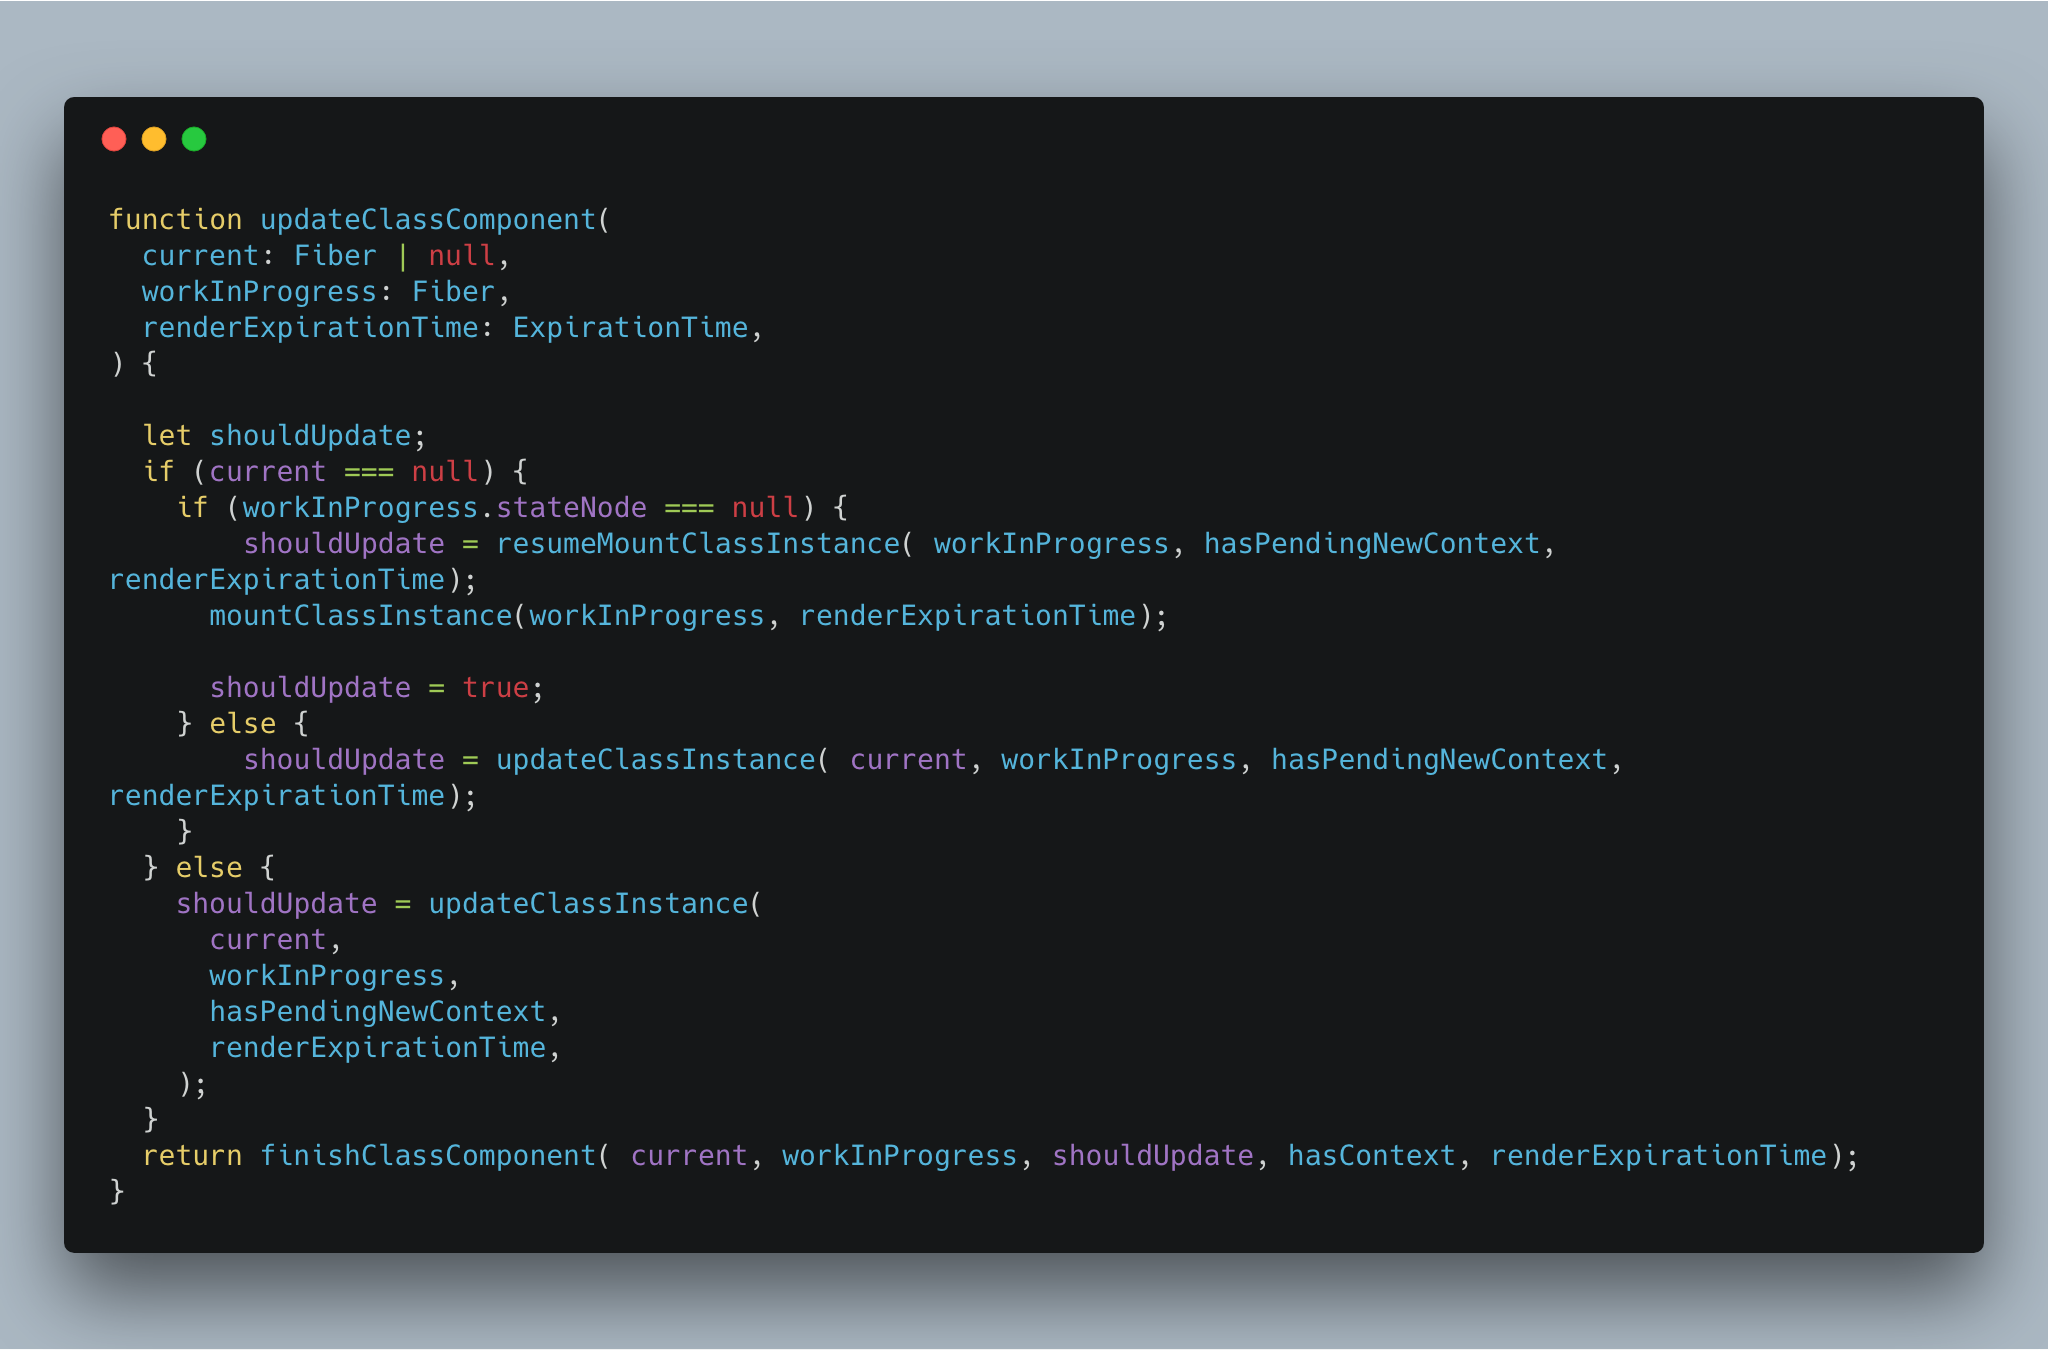 function updateClassComponent(
  current: Fiber | null,
  workInProgress: Fiber,
  renderExpirationTime: ExpirationTime,
) {

  let shouldUpdate;
  if (current === null) {
    if (workInProgress.stateNode === null) {
        shouldUpdate = resumeMountClassInstance( workInProgress, hasPendingNewContext,
renderExpirationTime);
      mountClassInstance(workInProgress, renderExpirationTime);

      shouldUpdate = true;
    } else {
        shouldUpdate = updateClassInstance( current, workInProgress, hasPendingNewContext,
renderExpirationTime);
    }
  } else {
    shouldUpdate = updateClassInstance(
      current,
      workInProgress,
      hasPendingNewContext,
      renderExpirationTime,
    );
  }
  return finishClassComponent( current, workInProgress, shouldUpdate, hasContext, renderExpirationTime);
}